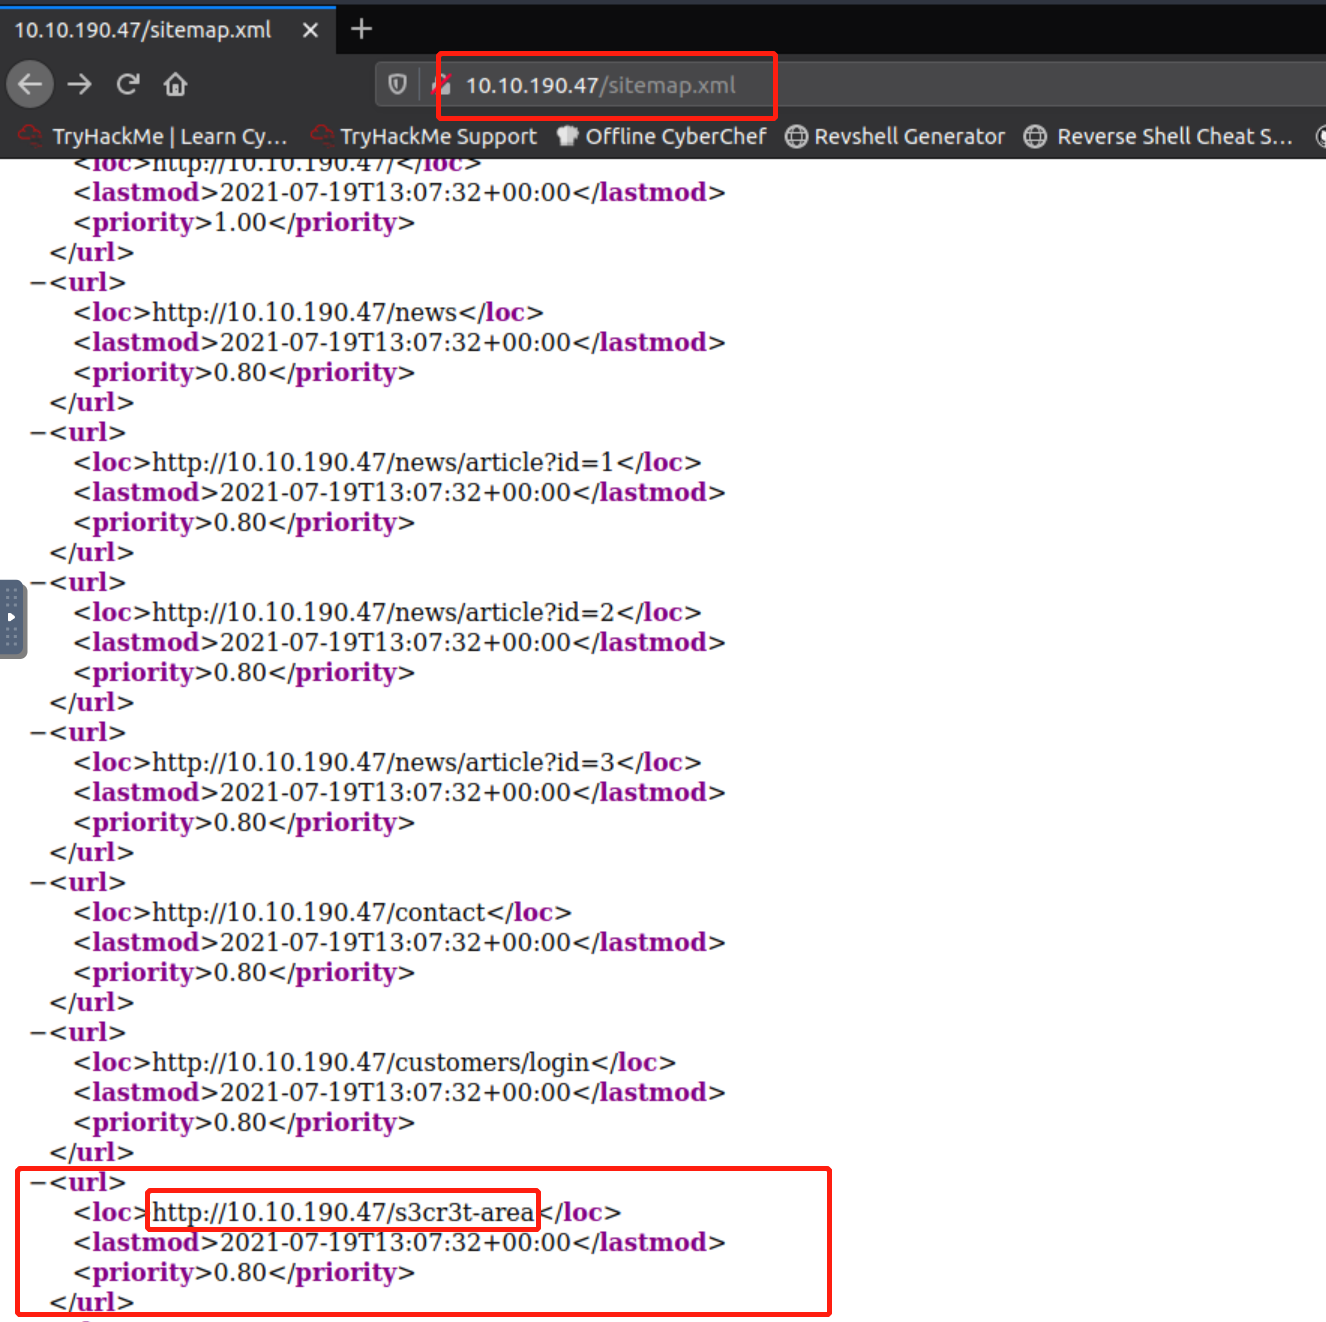 10.10.190.47/sitemap.xml
10.10.190.47/sitemap.xml
TryHackMe | Learn Cy... TryHackMe Support Offline CyberChef Revshell Generator Reverse Shell Cheat S...
<loc>http://10.10.190.47/</loc>
<lastmod>2021-07-19T13:07:32+00:00</lastmod>
<priority>1.00</priority>
</url>
−<url>
<loc>http://10.10.190.47/news</loc>
<lastmod>2021-07-19T13:07:32+00:00</lastmod>
<priority>0.80</priority>
</url>
−<url>
<loc>http://10.10.190.47/news/article?id=1</loc>
<lastmod>2021-07-19T13:07:32+00:00</lastmod>
<priority>0.80</priority>
</url>
−<url>
<loc>http://10.10.190.47/news/article?id=2</loc>
<lastmod>2021-07-19T13:07:32+00:00</lastmod>
<priority>0.80</priority>
</url>
−<url>
<loc>http://10.10.190.47/news/article?id=3</loc>
<lastmod>2021-07-19T13:07:32+00:00</lastmod>
<priority>0.80</priority>
</url>
−<url>
<loc>http://10.10.190.47/contact</loc>
<lastmod>2021-07-19T13:07:32+00:00</lastmod>
<priority>0.80</priority>
</url>
−<url>
<loc>http://10.10.190.47/customers/login</loc>
<lastmod>2021-07-19T13:07:32+00:00</lastmod>
<priority>0.80</priority>
</url>
−<url>
<loc>http://10.10.190.47/s3cr3t-area</loc>
<lastmod>2021-07-19T13:07:32+00:00</lastmod>
<priority>0.80</priority>
</url>